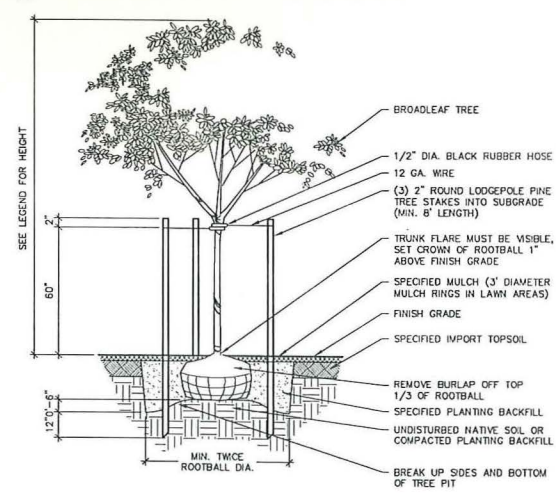 SEE LEGEND FOR HEIGHT
2"
60"
12"
0"-6"
BROADLEAF TREE
1/2" DIA. BLACK RUBBER HOSE
12 GA. WIRE
(3) 2" ROUND LODGEPOLE PINE
TREE STAKES INTO SUBGRADE
(MIN. 8' LENGTH)
TRUNK FLARE MUST BE VISIBLE,
SET CROWN OF ROOTBALL 1"
ABOVE FINISH GRADE
SPECIFIED MULCH (3' DIAMETER
MULCH RINGS IN LAWN AREAS)
FINISH GRADE
SPECIFIED IMPORT TOPSOIL
REMOVE BURLAP OFF TOP
1/3 OF ROOTBALL
SPECIFIED PLANTING BACKFILL
UNDISTURBED NATIVE SOIL OR
COMPACTED PLANTING BACKFILL
BREAK UP SIDES AND BOTTOM
OF TREE PIT
MIN. TWICE
ROOTBALL DIA.